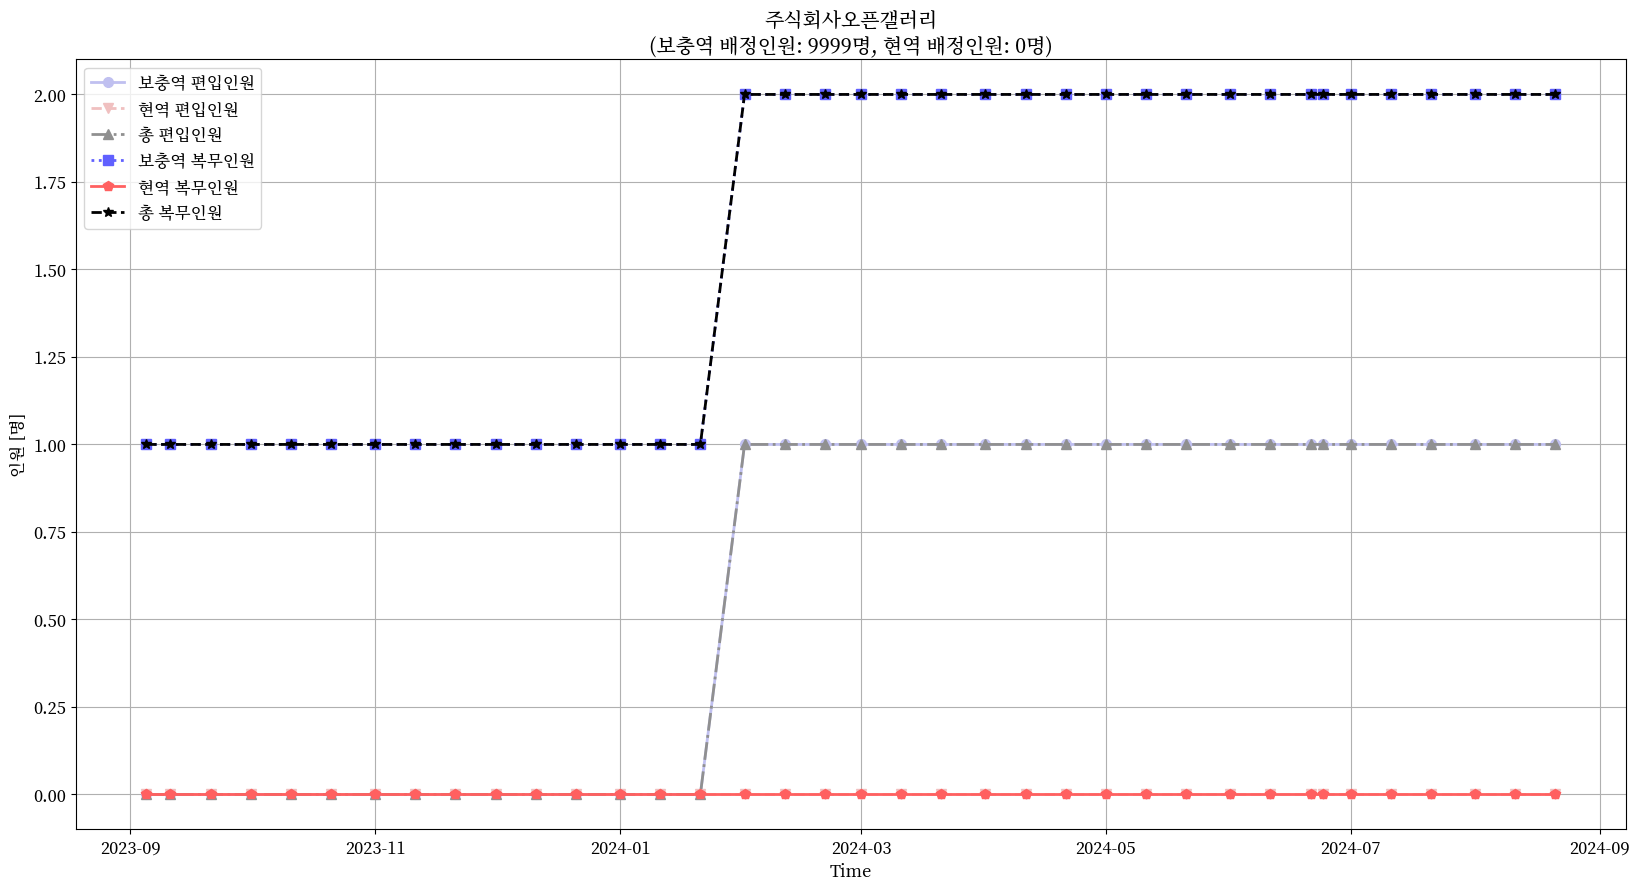 주식회사오픈갤러리
(보충역 배정인원: 9999명, 현역 배정인원: 0명)
보충역 편입인원
현역 편입인원
총 편입인원
보충역 복무인원
현역 복무인원
총 복무인원
2.00
1.75
1.50
1.25
1.00
0.75
0.50
0.25
0.00
인원 [명]
2023-09
2023-11
2024-01
2024-03
2024-05
2024-07
2024-09
Time